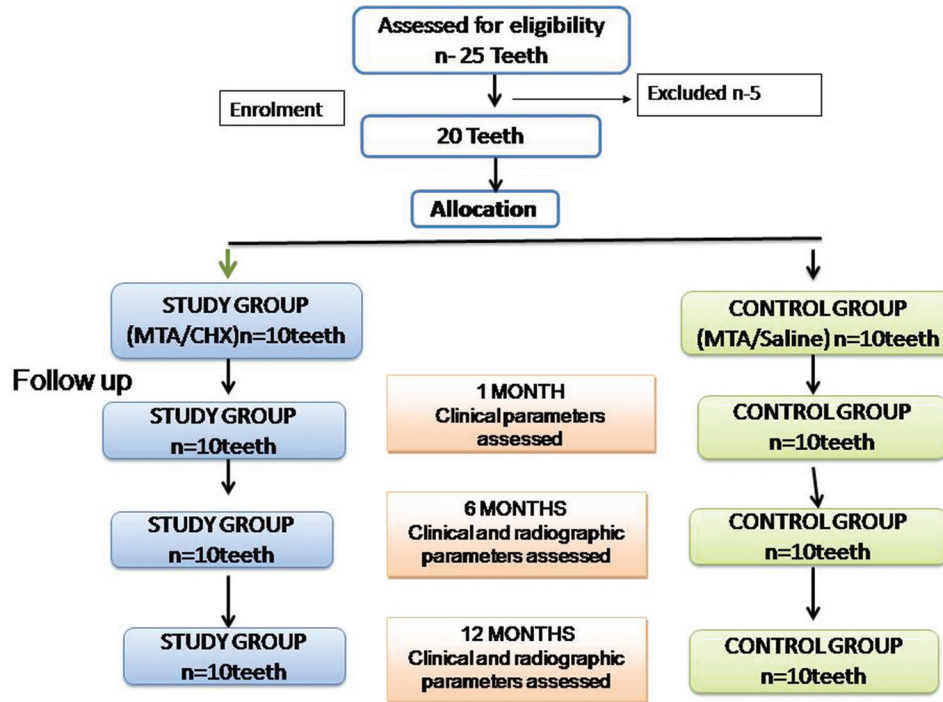 Assessed for eligibility
n- 25 Teeth
Enrolment
Excluded n-5
20 Teeth
Allocation
STUDY GROUP
(MTA/CHX)n=10teeth
CONTROL GROUP
(MTA/Saline) n=10teeth
Follow up
STUDY GROUP
n=10teeth
1 MONTH
Clinical parameters
assessed
CONTROL GROUP
n=10teeth
STUDY GROUP
n=10teeth
6 MONTHS
Clinical and radiographic
parameters assessed
CONTROL GROUP
n=10teeth
STUDY GROUP
n=10teeth
12 MONTHS
Clinical and radiographic
parameters assessed
CONTROL GROUP
n=10teeth